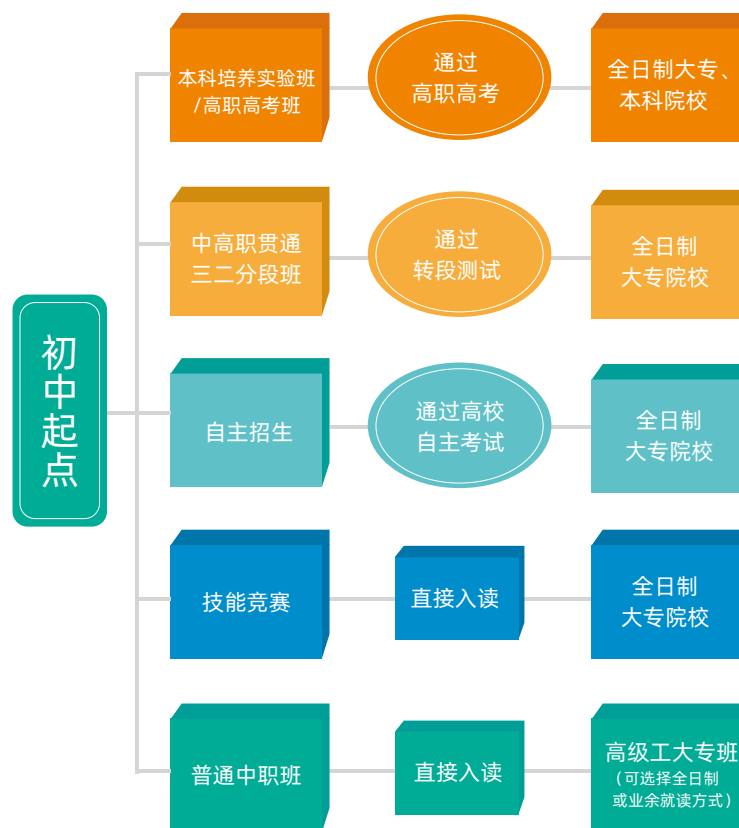 初中起点
本科培养实验班
/高职高考班
通过
高职高考
全日制大专、
本科院校
中高职贯通
三二分段班
通过
转段测试
全日制
大专院校
自主招生
通过高校
自主考试
全日制
大专院校
技能竞赛
直接入读
全日制
大专院校
普通中职班
直接入读
高级工大专班
(可选择全日制
或业余就读方式)